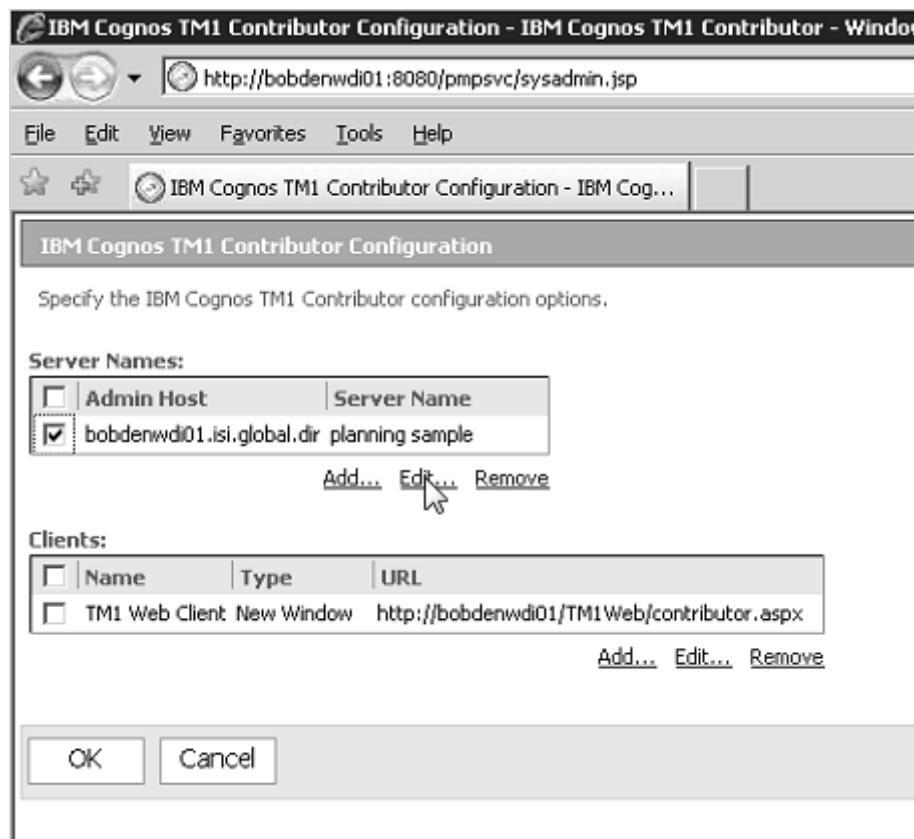 IBM Cognos TM1 Contributor Configuration - IBM Cognos TM1 Contributor - Windo
http://bobdenwdi01:8080/pmpsvc/sysadmin.jsp
File Edit View Favorites Tools Help
IBM Cognos TM1 Contributor Configuration - IBM Cog...
IBM Cognos TM1 Contributor Configuration
Specify the IBM Cognos TM1 Contributor configuration options.
Server Names:
Admin Host Server Name
bobdenwdi01.isi.global.dir planning sample
Add... Edit... Remove
Clients:
Name Type URL
TM1 Web Client New Window http://bobdenwdi01/TM1Web/contributor.aspx
Add... Edit... Remove
OK Cancel